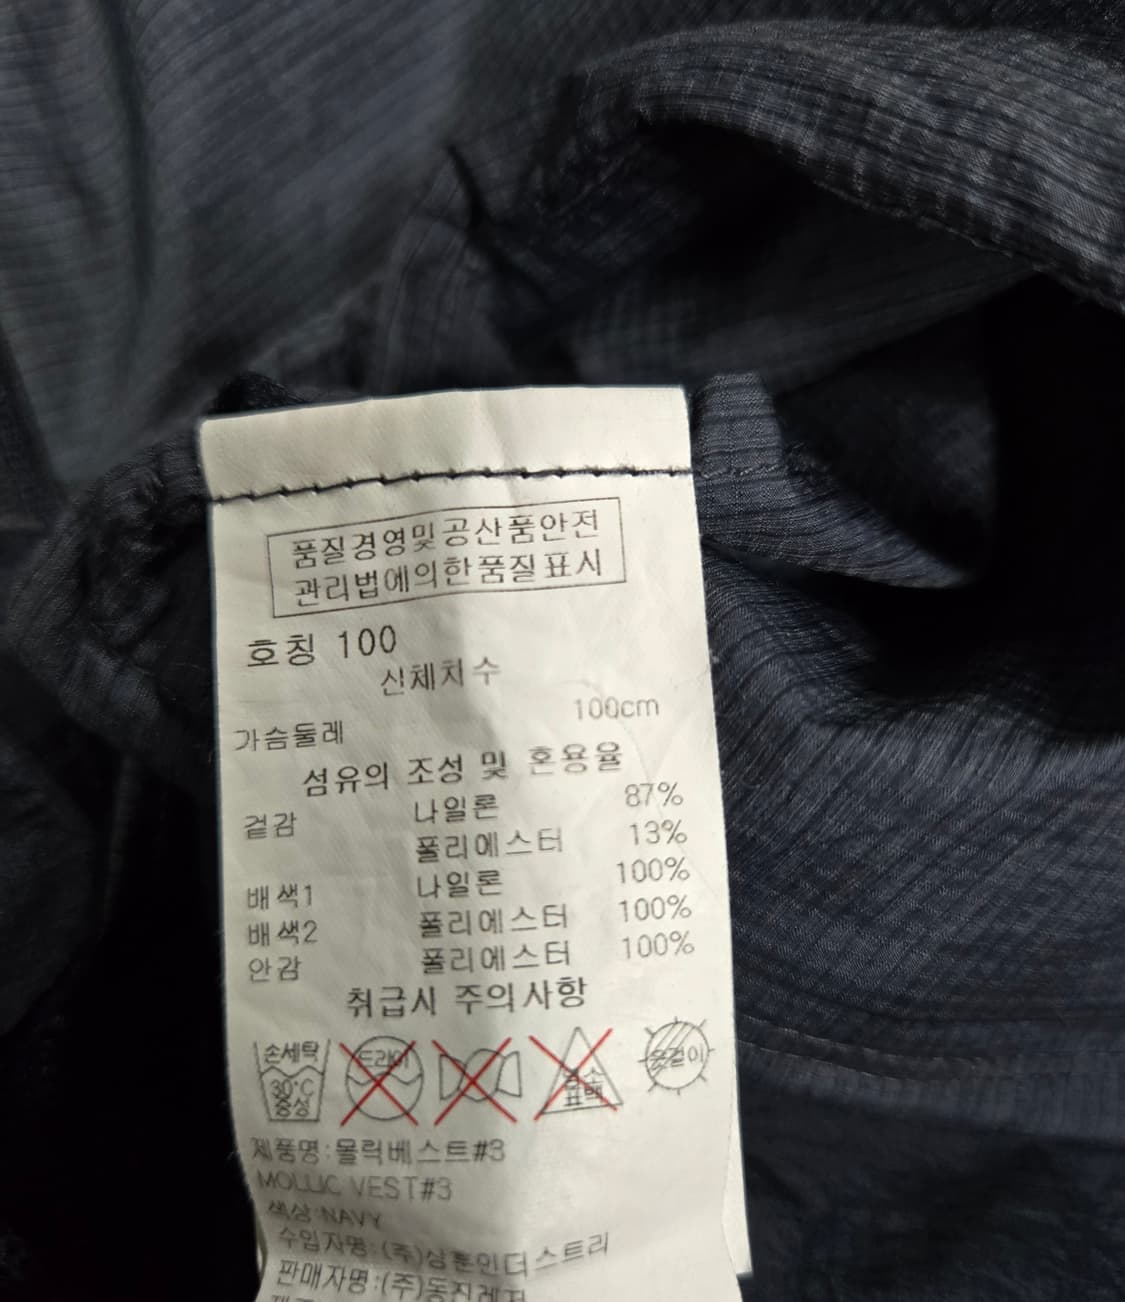 품질경영및공산품안전
관리법에의한품질표시
호칭 100
신체치수
가슴둘레 100cm
섬유의 조성 및 혼용율
겉감 나일론 87%
폴리에스터 13%
배색1 나일론 100%
배색2 폴리에스터 100%
안감 폴리에스터 100%
취급시 주의사항
손세탁 30℃ 중성
드라이
염소 표백
옷걸이
제품명:몰릭베스트#3
MOLLIC VEST#3
색상:NAVY
수입자명:(주)상훈인더스트리
판매자명:(주)동진레저